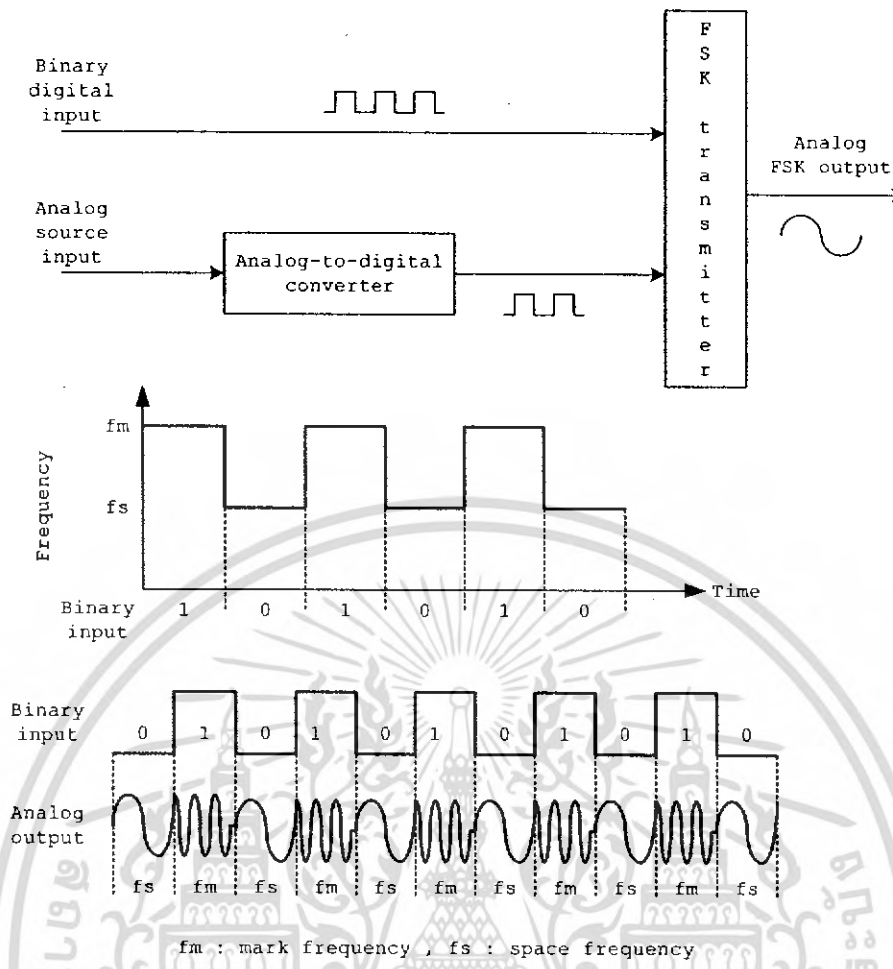 Binary
digital
input
FSK transmitter
Analog
FSK output
Analog
source
input
Analog-to-digital
converter
Frequency
fm
fs
Time
Binary
input
1 0 1 0 1 0
Binary
input
0 1 0 1 0 1 0 1 0 1 0
Analog
output
fs fm fs fm fs fm fs fm fs fm fs
fm : mark frequency , fs : space frequency